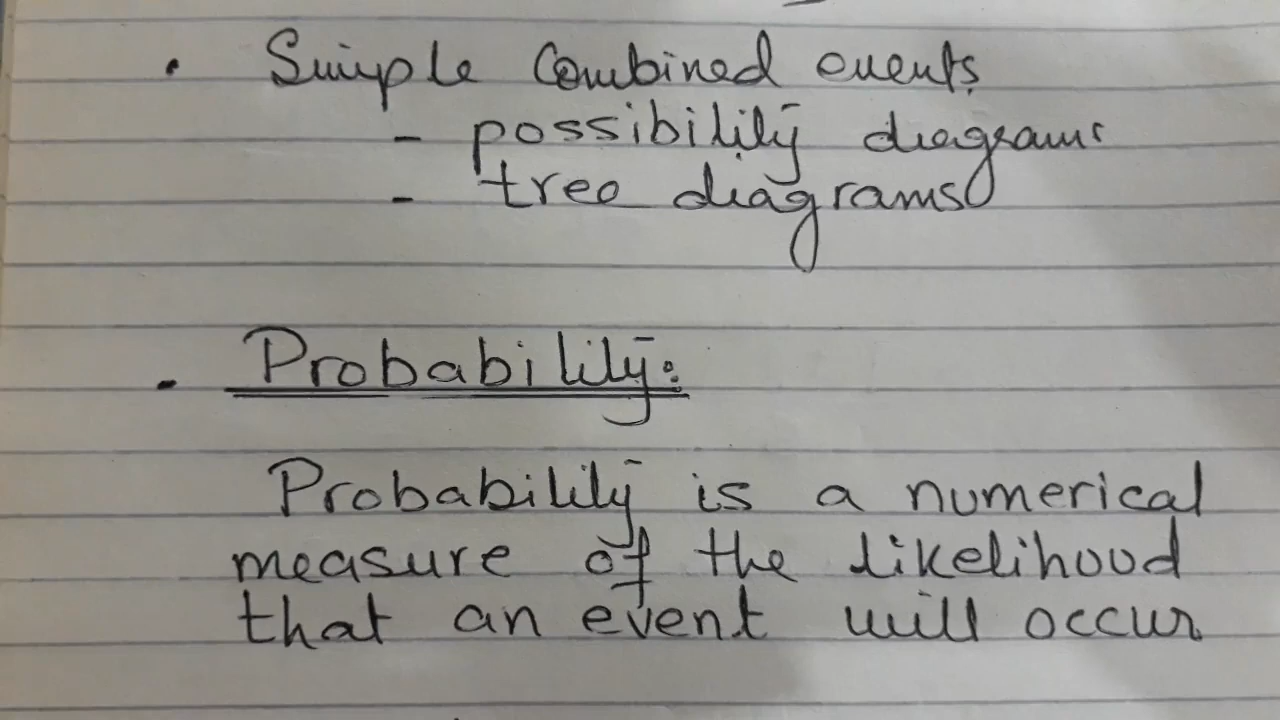 • Simple Combined events
- possibility diagrams
- tree diagrams
• Probability:
Probability is a numerical
measure of the likelihood
that an event will occur